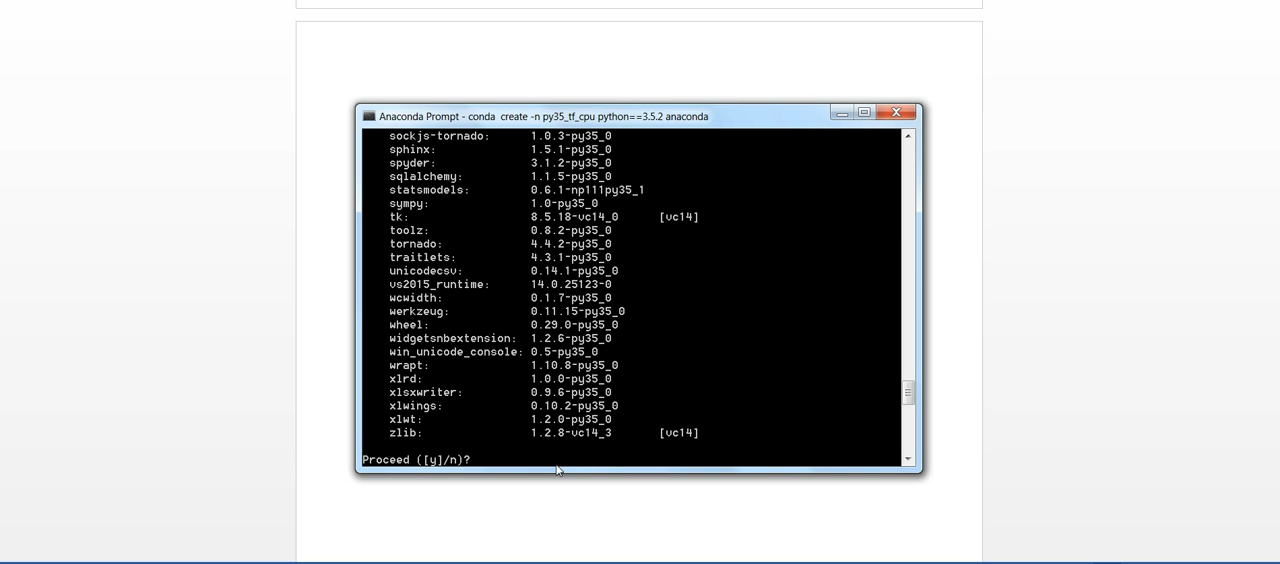 Anaconda Prompt - conda  create -n py35_tf_cpu python==3.5.2 anaconda
sockjs-tornado: 1.0.3-py35_0
sphinx: 1.5.1-py35_0
spyder: 3.1.2-py35_0
sqlalchemy: 1.1.5-py35_0
statsmodels: 0.6.1-np111py35_1
sympy: 1.0-py35_0
tk: 8.5.18-vc14_0 [vc14]
toolz: 0.8.2-py35_0
tornado: 4.4.2-py35_0
traitlets: 4.3.1-py35_0
unicodecsv: 0.14.1-py35_0
vs2015_runtime: 14.0.25123-0
wcwidth: 0.1.7-py35_0
werkzeug: 0.11.15-py35_0
wheel: 0.29.0-py35_0
widgetsnbextension: 1.2.6-py35_0
win_unicode_console: 0.5-py35_0
wrapt: 1.10.8-py35_0
xlrd: 1.0.0-py35_0
xlsxwriter: 0.9.6-py35_0
xlwings: 0.10.2-py35_0
xlwt: 1.2.0-py35_0
zlib: 1.2.8-vc14_3 [vc14]
Proceed ([y]/n)?